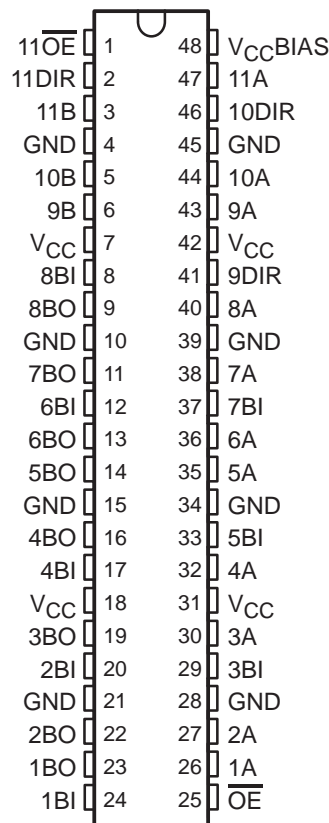 11O̅E̅ 1 48 VCCBIAS
11DIR 2 47 11A
11B 3 46 10DIR
GND 4 45 GND
10B 5 44 10A
9B 6 43 9A
VCC 7 42 VCC
8BI 8 41 9DIR
8BO 9 40 8A
GND 10 39 GND
7BO 11 38 7A
6BI 12 37 7BI
6BO 13 36 6A
5BO 14 35 5A
GND 15 34 GND
4BO 16 33 5BI
4BI 17 32 4A
VCC 18 31 VCC
3BO 19 30 3A
2BI 20 29 3BI
GND 21 28 GND
2BO 22 27 2A
1BO 23 26 1A
1BI 24 25 O̅E̅